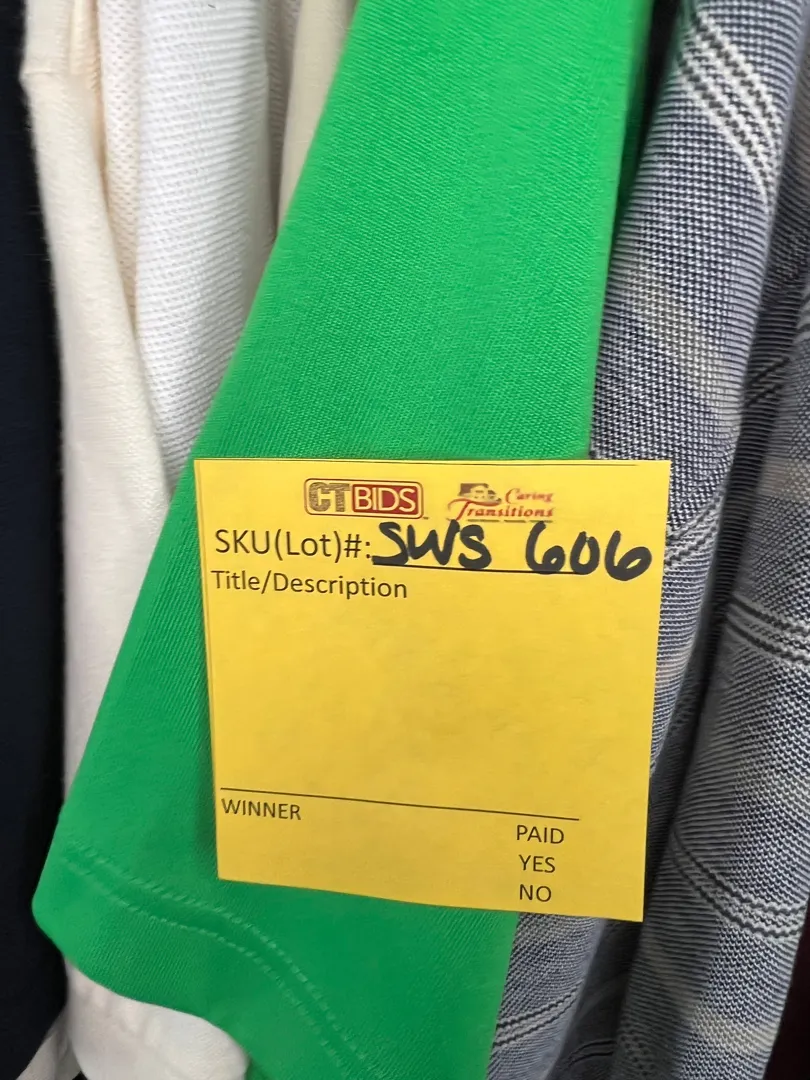 CTBIDS Caring Transitions
SKU(Lot)#: SWS 606
Title/Description
WINNER
PAID
YES
NO